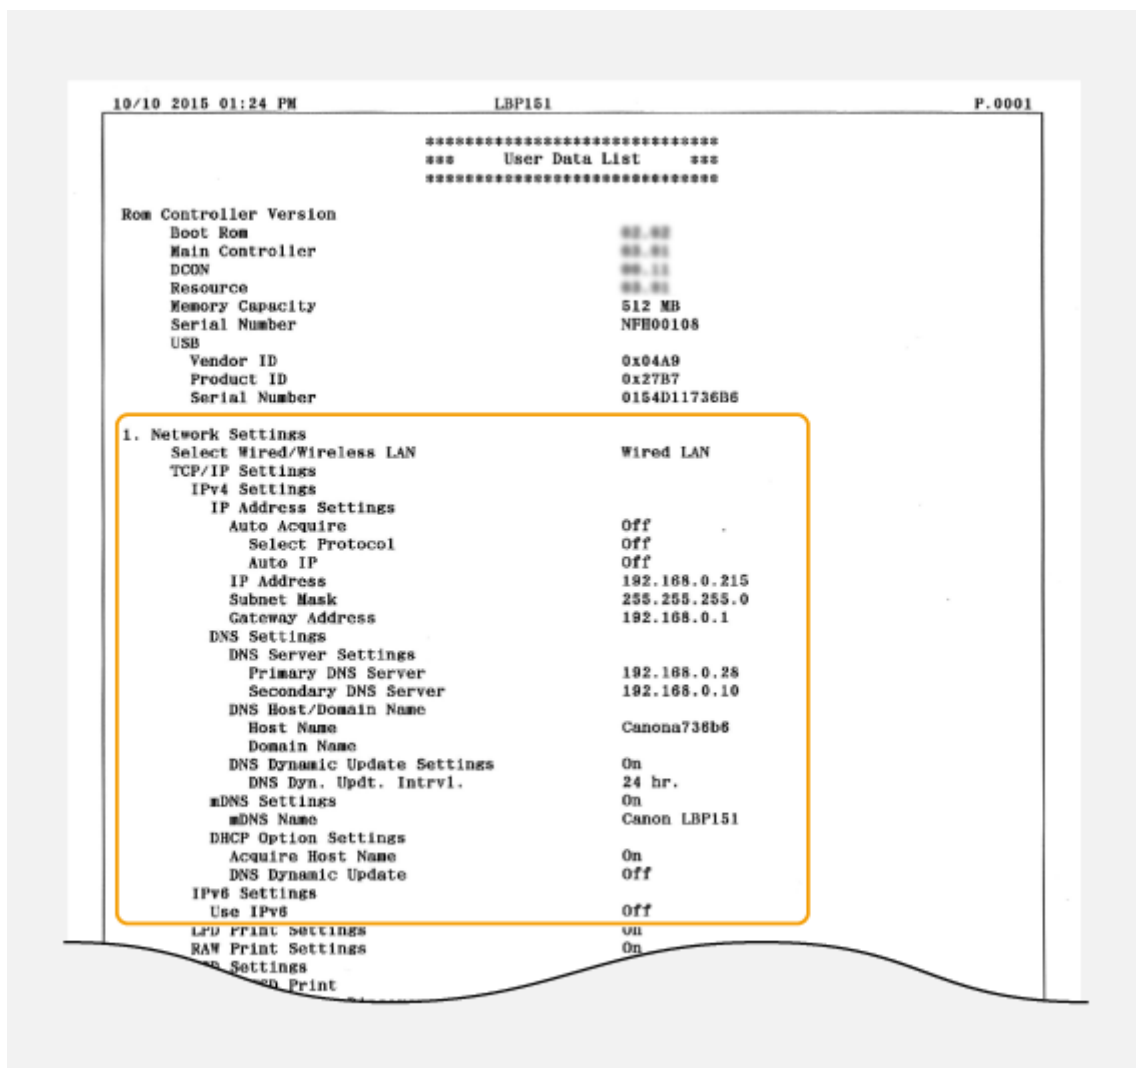 10/10 2015 01:24 PM LBP151 P.0001
******************************
*** User Data List ***
******************************
Rom Controller Version
Boot Rom
Main Controller
DCON
Resource
Memory Capacity 512 MB
Serial Number NFH00108
USB
Vendor ID 0x04A9
Product ID 0x27B7
Serial Number 0154D11736B6
1. Network Settings
Select Wired/Wireless LAN Wired LAN
TCP/IP Settings
IPv4 Settings
IP Address Settings
Auto Acquire Off
Select Protocol Off
Auto IP Off
IP Address 192.168.0.215
Subnet Mask 255.255.255.0
Gateway Address 192.168.0.1
DNS Settings
DNS Server Settings
Primary DNS Server 192.168.0.28
Secondary DNS Server 192.168.0.10
DNS Host/Domain Name
Host Name Canona736b6
Domain Name
DNS Dynamic Update Settings On
DNS Dyn. Updt. Intrvl. 24 hr.
mDNS Settings On
mDNS Name Canon LBP151
DHCP Option Settings
Acquire Host Name On
DNS Dynamic Update Off
IPv6 Settings
Use IPv6 Off
LPD Print Settings On
RAW Print Settings On
Settings
Print